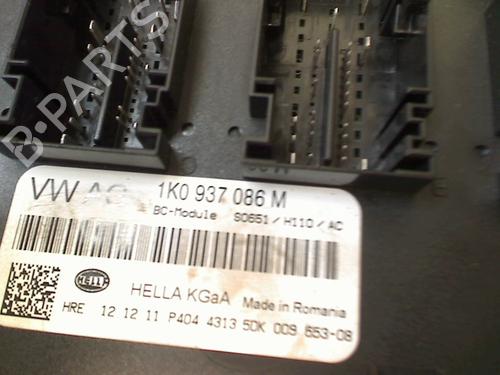 B-PARTS
VW AG 1K0 937 086 M
BC-Module S0651/H110/AC
HELLA
HELLA KGaA Made in Romania
HRE 12 12 11 P404 4313 5DK 009 653-08